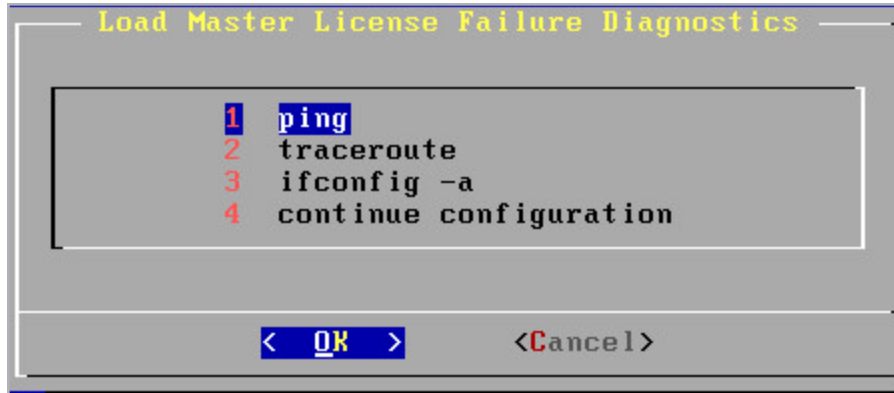 Load Master License Failure Diagnostics
1 ping
2 traceroute
3 ifconfig -a
4 continue configuration
< OK > <Cancel>